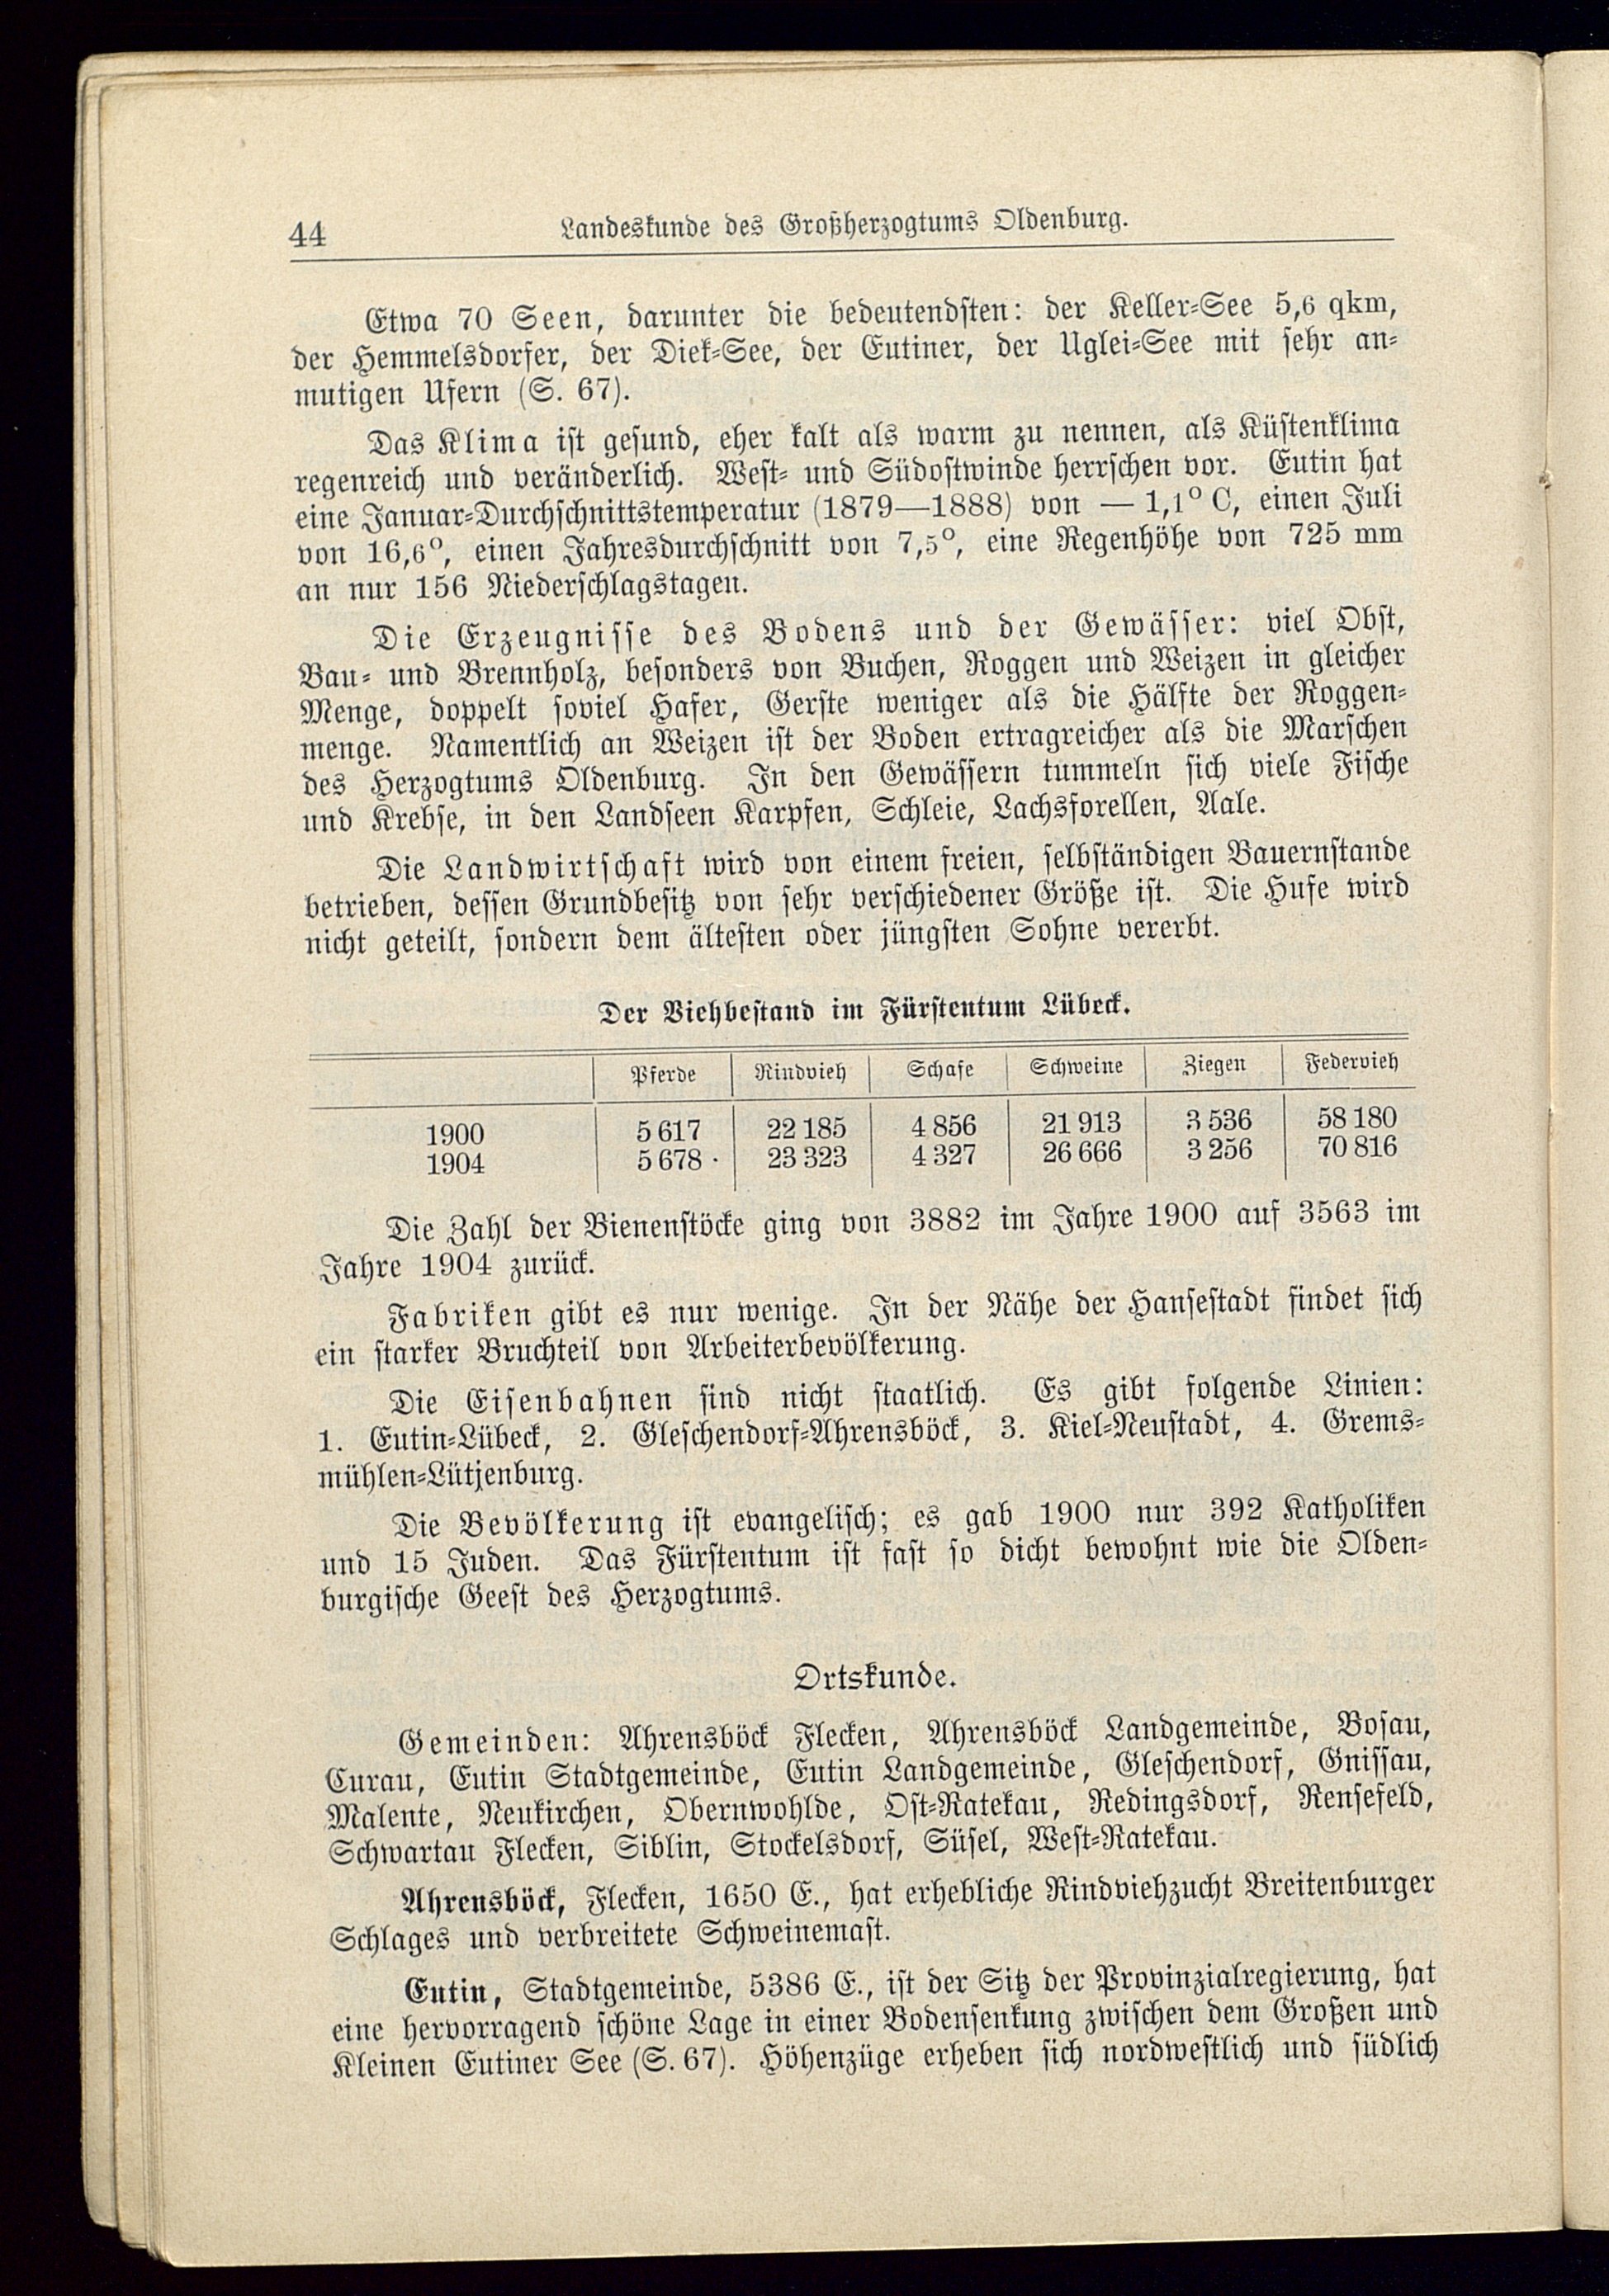 44
Landeskunde des Großherzogtums Oldenburg.
Etwa 70 Seen, darunter die bedeutendsten: der Keller-See 5,6 qkm,
der Hemmelsdorfer, der Diek-See, der Eutiner, der Uglei-See mit sehr an-
mutigen Ufern (S. 67).
Das Klima ist gesund, eher kalt als warm zu nennen, als Küstenklima
regenreich und veränderlich. West- und Südostwinde herrschen vor. Eutin hat
eine Januar-Durchschnittstemperatur (1879—1888) von — 1,1° C, einen Juli
von 16,6°, einen Jahresdurchschnitt von 7,5°, eine Regenhöhe von 725 mm
an nur 156 Niederschlagstagen.
Die Erzeugnisse des Bodens und der Gewässer: viel Obst,
Bau- und Brennholz, besonders von Buchen, Roggen und Weizen in gleicher
Menge, doppelt soviel Hafer, Gerste weniger als die Hälfte der Roggen-
menge. Namentlich an Weizen ist der Boden ertragreicher als die Marschen
des Herzogtums Oldenburg. In den Gewässern tummeln sich viele Fische
und Krebse, in den Landseen Karpfen, Schleie, Lachsforellen, Aale.
Die Landwirtschaft wird von einem freien, selbständigen Bauernstande
betrieben, dessen Grundbesitz von sehr verschiedener Größe ist. Die Hufe wird
nicht geteilt, sondern dem ältesten oder jüngsten Sohne vererbt.
Der Viehbestand im Fürstentum Lübeck.
Pferde Rindvieh Schafe Schweine Ziegen Federvieh
1900 5 617 22 185 4 856 21 913 3 536 58 180
1904 5 678 23 323 4 327 26 666 3 256 70 816
Die Zahl der Bienenstöcke ging von 3882 im Jahre 1900 auf 3563 im
Jahre 1904 zurück.
Fabriken gibt es nur wenige. In der Nähe der Hansestadt findet sich
ein starker Bruchteil von Arbeiterbevölkerung.
Die Eisenbahnen sind nicht staatlich. Es gibt folgende Linien:
1. Eutin-Lübeck, 2. Gleschendorf-Ahrensböck, 3. Kiel-Neustadt, 4. Grems-
mühlen-Lütjenburg.
Die Bevölkerung ist evangelisch; es gab 1900 nur 392 Katholiken
und 15 Juden. Das Fürstentum ist fast so dicht bewohnt wie die Olden-
burgische Geest des Herzogtums.
Ortskunde.
Gemeinden: Ahrensböck Flecken, Ahrensböck Landgemeinde, Bosau,
Curau, Eutin Stadtgemeinde, Eutin Landgemeinde, Gleschendorf, Gnissau,
Malente, Neukirchen, Obernwohlde, Ost-Ratekau, Redingsdorf, Rensefeld,
Schwartau Flecken, Siblin, Stockelsdorf, Süsel, West-Ratekau.
Ahrensböck, Flecken, 1650 E., hat erhebliche Rindviehzucht Breitenburger
Schlages und verbreitete Schweinemast.
Eutin, Stadtgemeinde, 5386 E., ist der Sitz der Provinzialregierung, hat
eine hervorragend schöne Lage in einer Bodensenkung zwischen dem Großen und
Kleinen Eutiner See (S. 67). Höhenzüge erheben sich nordwestlich und südlich